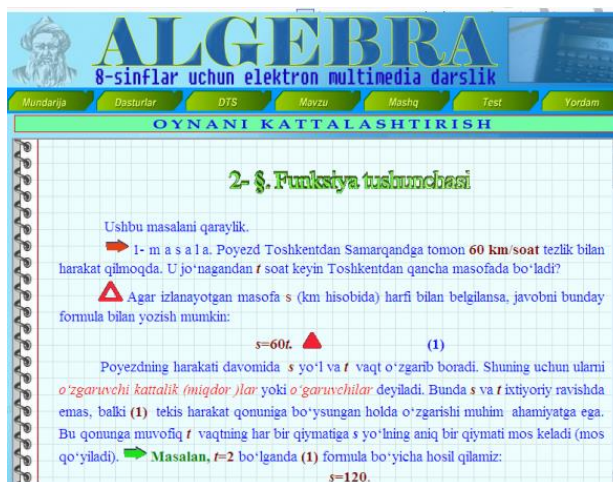 ALGEBRA
8-sinflar uchun elektron multimedia darslik
Mundarija Dasturlar DTS Mavzu Mashq Test Yordam
OYNANI KATTALASHTIRISH
2- §. Funksiya tushunchasi
Ushbu masalani qaraylik.
1- m a s a l a. Poyezd Toshkentdan Samarqandga tomon 60 km/soat tezlik bilan
harakat qilmoqda. U jo‘nagandan t soat keyin Toshkentdan qancha masofada bo‘ladi?
Agar izlanayotgan masofa s (km hisobida) harfi bilan belgilansa, javobni bunday
formula bilan yozish mumkin:
s=60t. (1)
Poyezdning harakati davomida s yo‘l va t vaqt o‘zgarib boradi. Shuning uchun ularni
o‘zgaruvchi kattalik (miqdor )lar yoki o‘garuvchilar deyiladi. Bunda s va t ixtiyoriy ravishda
emas, balki (1) tekis harakat qonuniga bo‘ysungan holda o‘zgarishi muhim ahamiyatga ega.
Bu qonunga muvofiq t vaqtning har bir qiymatiga s yo‘lning aniq bir qiymati mos keladi (mos
qo‘yiladi). Masalan, t=2 bo‘lganda (1) formula bo‘yicha hosil qilamiz:
s=120.